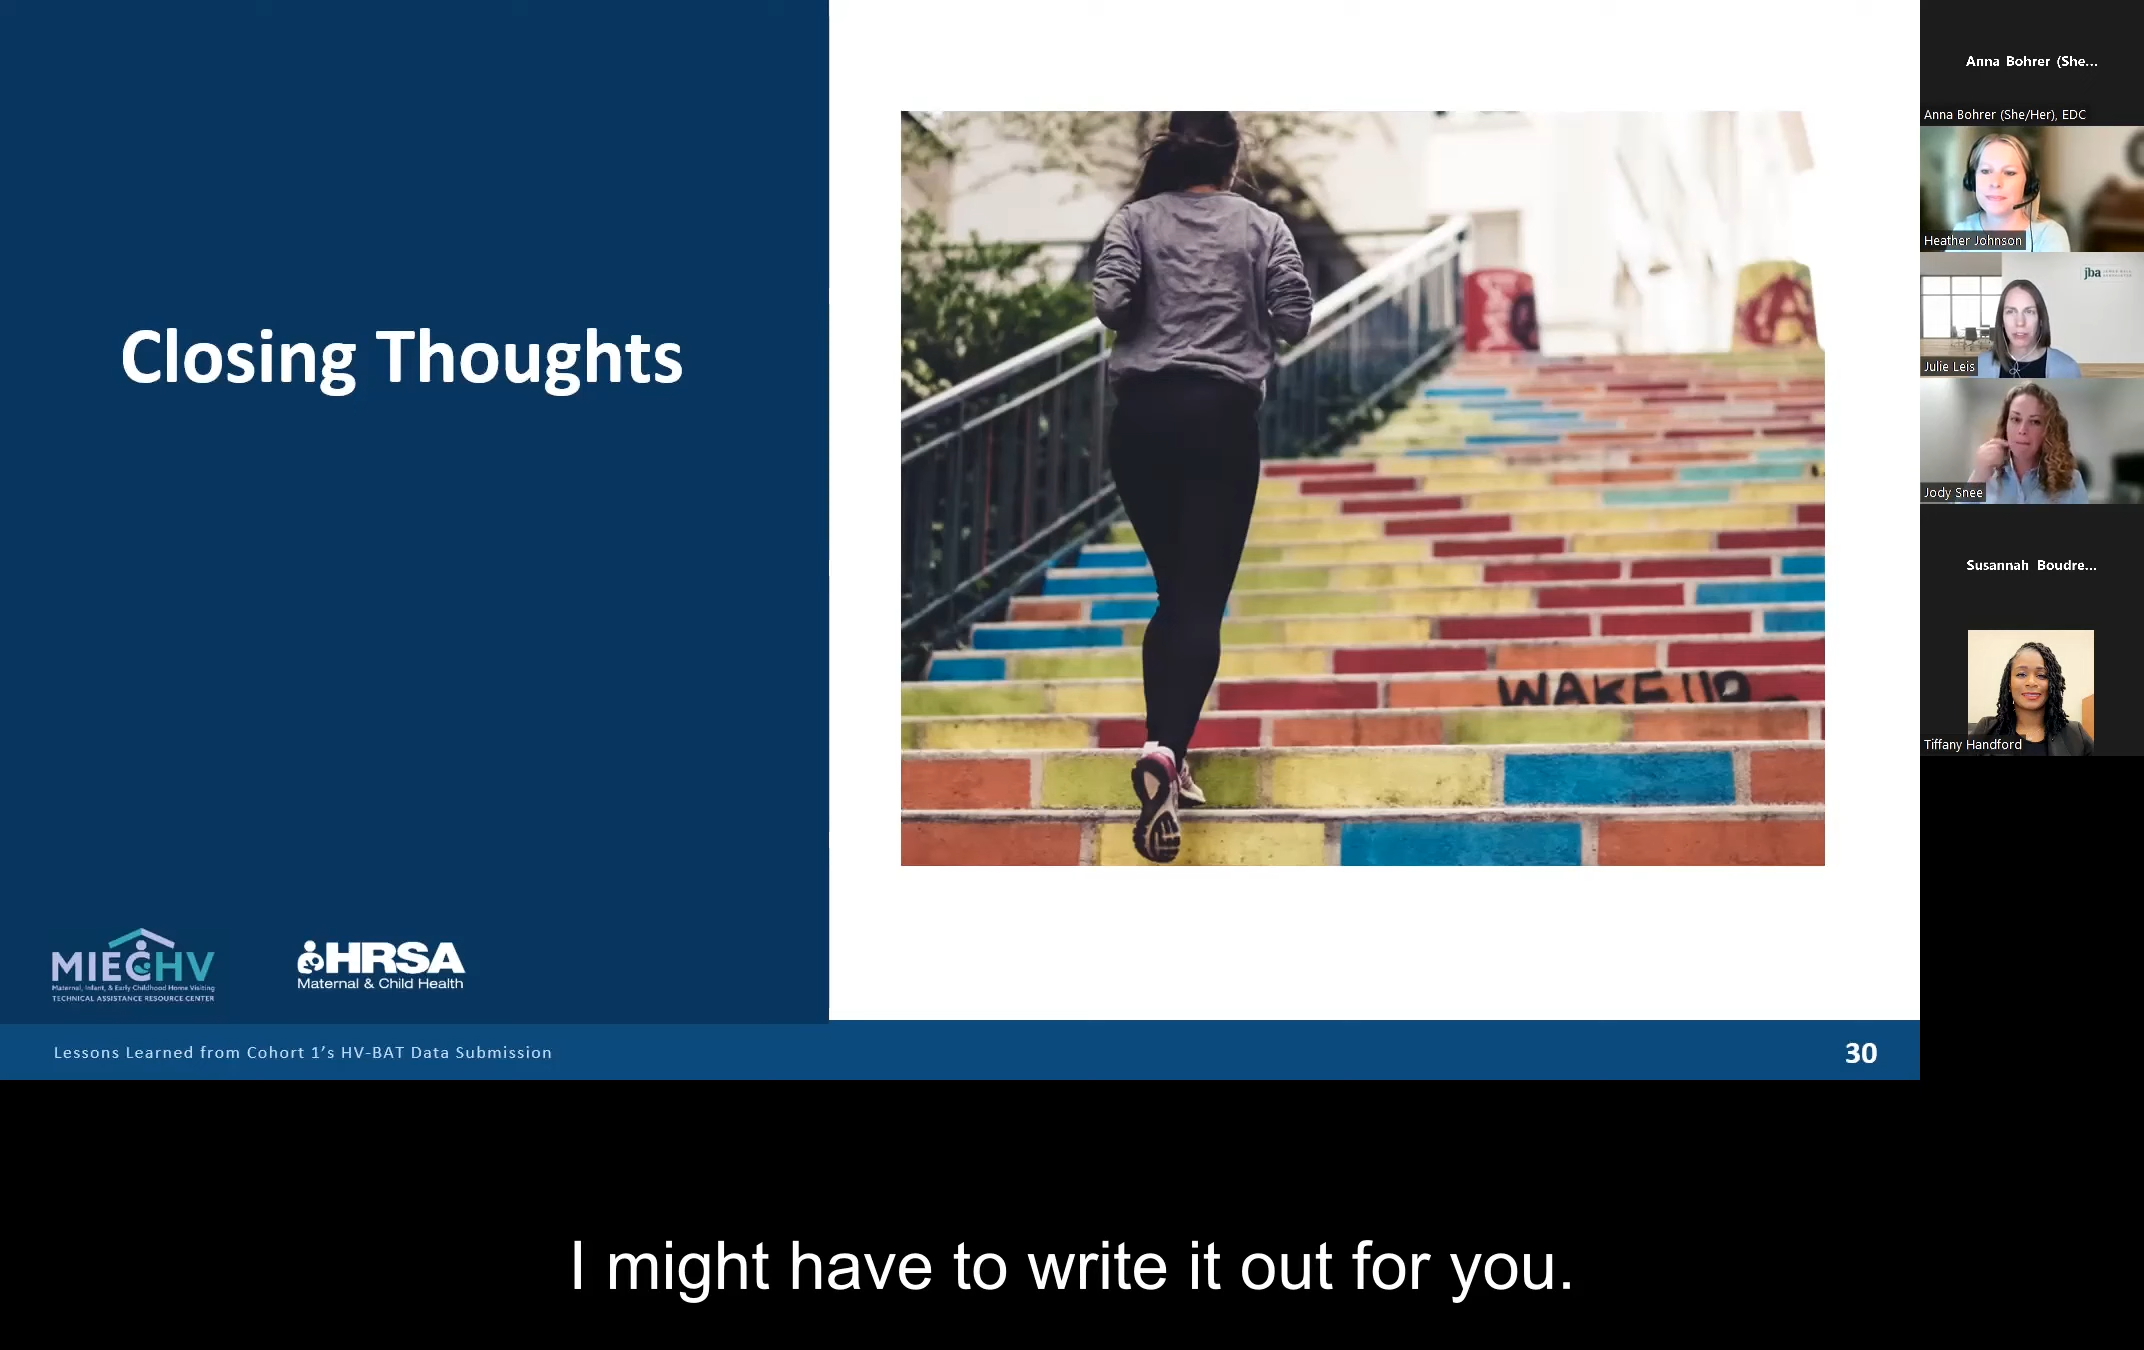 Closing Thoughts
WAKE UP
MIECHV
Maternal, Infant, & Early Childhood Home Visiting
TECHNICAL ASSISTANCE RESOURCE CENTER
HRSA
Maternal & Child Health
Lessons Learned from Cohort 1's HV-BAT Data Submission
30
Anna Bohrer (She...
Anna Bohrer (She/Her), EDC
Heather Johnson
jba
Julie Leis
Jody Snee
Susannah Boudre...
Tiffany Handford
I might have to write it out for you.